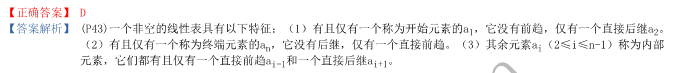 【正确答案】 D
【答案解析】 (P43)一个非空的线性表具有以下特征:(1)有且仅有一个称为开始元素的a₁,它没有前趋,仅有一个直接后继a₂。
(2)有且仅有一个称为终端元素的aₙ,它没有后继,仅有一个直接前趋。(3)其余元素aᵢ(2≤i≤n-1)称为内部
元素,它们都有且仅有一个直接前趋aᵢ₋₁和一个直接后继aᵢ₊₁。